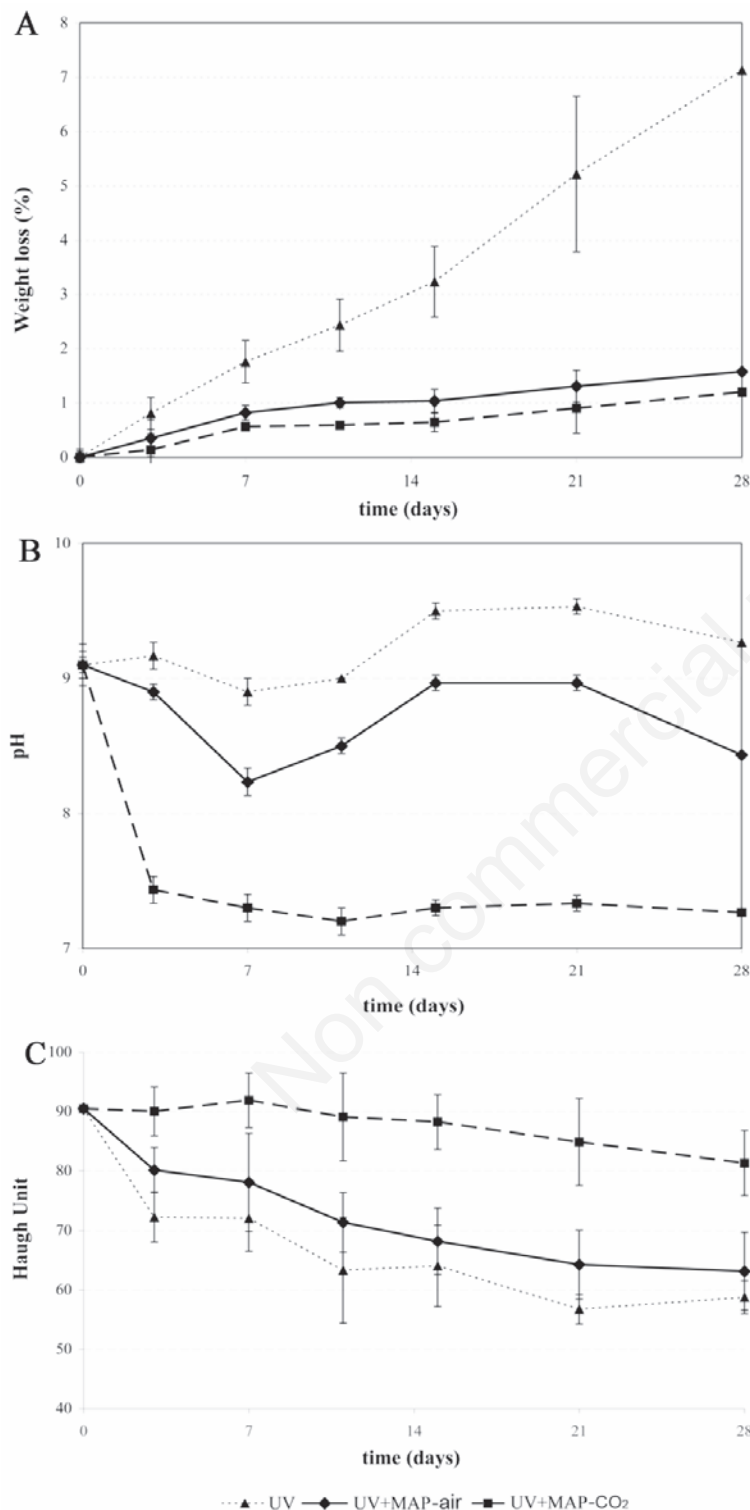 A
8
7
6
5
4
3
2
1
0
Weight loss (%)
0 7 14 21 28
time (days)
B
10
9
8
7
pH
0 7 14 21 28
time (days)
C
100
90
80
70
60
50
40
Haugh Unit
0 7 14 21 28
time (days)
UV UV+MAP-air UV+MAP-CO₂
Non commercial